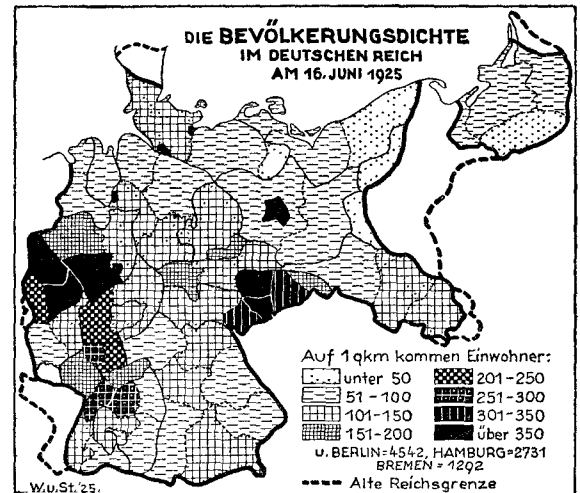 DIE BEVÖLKERUNGSDICHTE
IM DEUTSCHEN REICH
AM 16. JUNI 1925
Auf 1qkm kommen Einwohner:
unter 50
51-100
101-150
151-200
201-250
251-300
301-350
über 350
u. BERLIN=4542, HAMBURG=2731
BREMEN = 1292
Alte Reichsgrenze
W.u.St.'25.